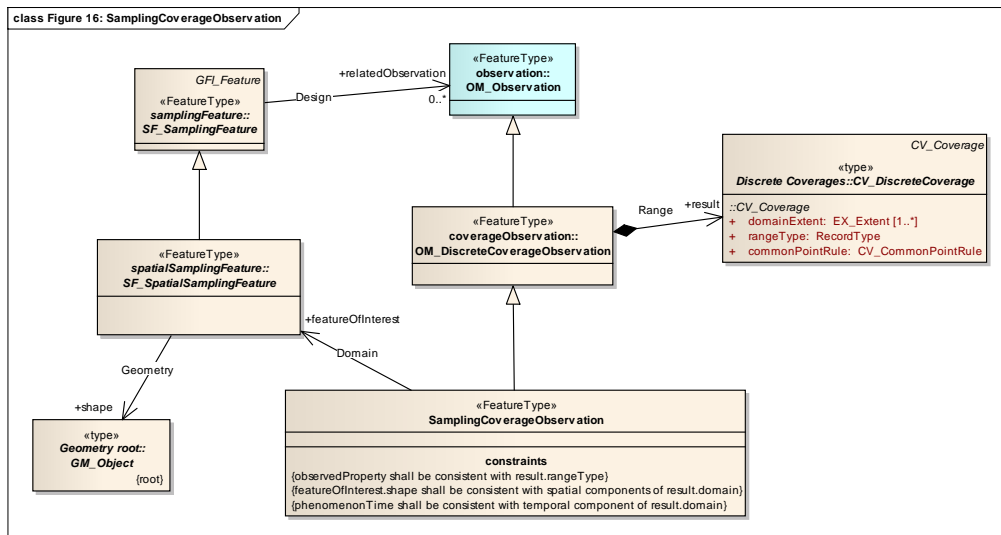 class Figure 16: SamplingCoverageObservation
GFI_Feature
«FeatureType»
samplingFeature::
SF_SamplingFeature
+relatedObservation
Design
0..*
«FeatureType»
observation::
OM_Observation
CV_Coverage
«type»
Discrete Coverages::CV_DiscreteCoverage
::CV_Coverage
+ domainExtent: EX_Extent [1..*]
+ rangeType: RecordType
+ commonPointRule: CV_CommonPointRule
+result
Range
«FeatureType»
coverageObservation::
OM_DiscreteCoverageObservation
«FeatureType»
spatialSamplingFeature::
SF_SpatialSamplingFeature
+featureOfInterest
Domain
Geometry
+shape
«type»
Geometry root::
GM_Object
{root}
«FeatureType»
SamplingCoverageObservation
constraints
{observedProperty shall be consistent with result.rangeType}
{featureOfInterest.shape shall be consistent with spatial components of result.domain}
{phenomenonTime shall be consistent with temporal component of result.domain}